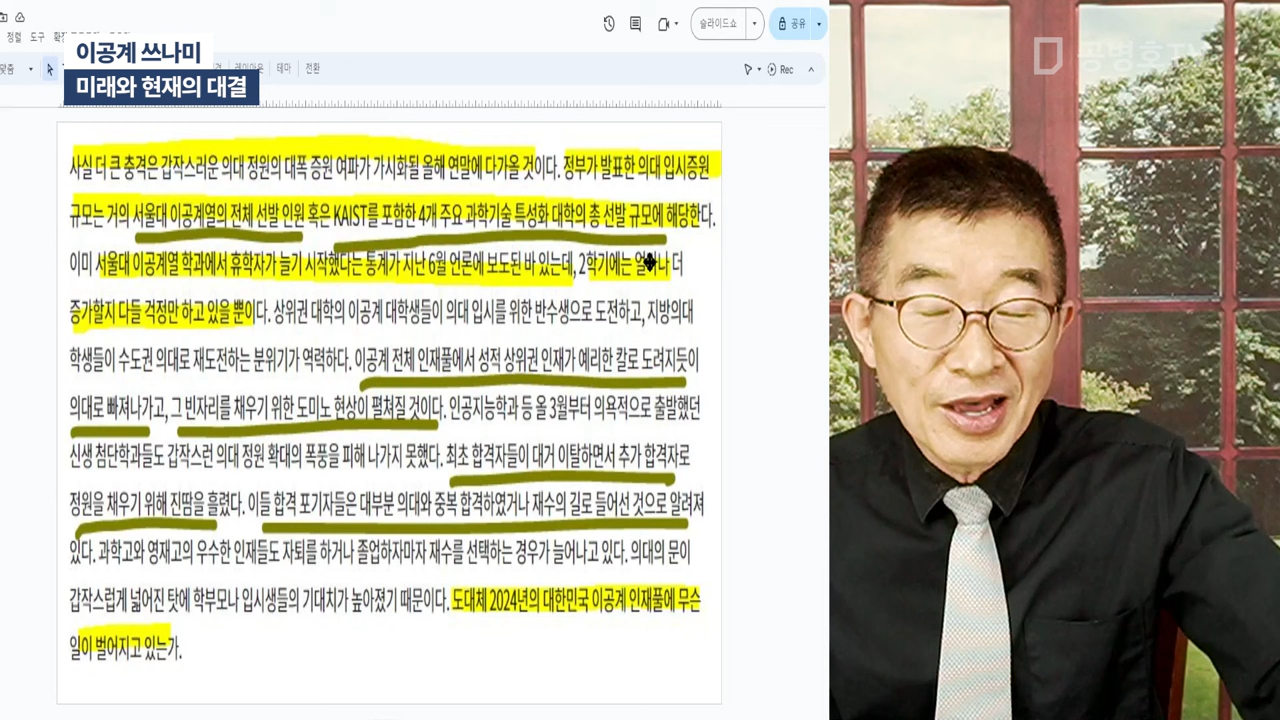 정렬 도구
이공계 쓰나미
미래와 현재의 대결
맞춤
테마 전환
슬라이드쇼
공유
Rec
공병호TV
사실 더 큰 충격은 갑작스러운 의대 정원의 대폭 증원 여파가 가시화될 올해 연말에 다가올 것이다. 정부가 발표한 의대 입시증원
규모는 거의 서울대 이공계열의 전체 선발 인원 혹은 KAIST를 포함한 4개 주요 과학기술 특성화 대학의 총 선발 규모에 해당한다.
이미 서울대 이공계열 학과에서 휴학자가 늘기 시작했다는 통계가 지난 6월 언론에 보도된 바 있는데, 2학기에는 더
증가할지 다들 걱정만 하고 있을 뿐이다. 상위권 대학의 이공계 대학생들이 의대 입시를 위한 반수생으로 도전하고, 지방의대
학생들이 수도권 의대로 재도전하는 분위기가 역력하다. 이공계 전체 인재풀에서 성적 상위권 인재가 예리한 칼로 도려지듯이
의대로 빠져나가고, 그 빈자리를 채우기 위한 도미노 현상이 펼쳐질 것이다. 인공지능학과 등 올 3월부터 의욕적으로 출발했던
신생 첨단학과들도 갑작스런 의대 정원 확대의 폭풍을 피해 나가지 못했다. 최초 합격자들이 대거 이탈하면서 추가 합격자로
정원을 채우기 위해 진땀을 흘렸다. 이들 합격 포기자들은 대부분 의대와 중복 합격하였거나 재수의 길로 들어선 것으로 알려져
있다. 과학고와 영재고의 우수한 인재들도 자퇴를 하거나 졸업하자마자 재수를 선택하는 경우가 늘어나고 있다. 의대의 문이
갑작스럽게 넓어진 탓에 학부모나 입시생들의 기대치가 높아졌기 때문이다. 도대체 2024년의 대한민국 이공계 인재풀에 무슨
일이 벌어지고 있는가.